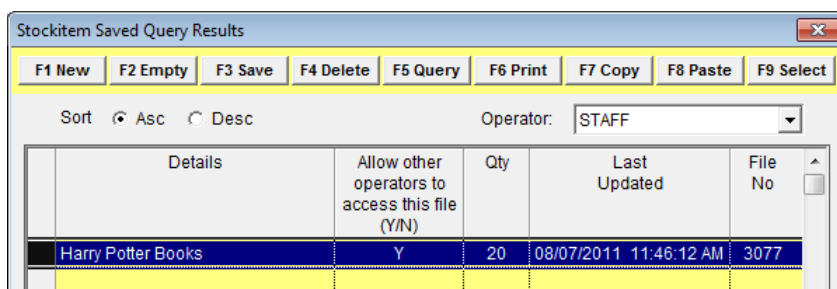 Stockitem Saved Query Results
F1 New F2 Empty F3 Save F4 Delete F5 Query F6 Print F7 Copy F8 Paste F9 Select
Sort Asc Desc Operator: STAFF
Details Allow other Qty Last File
operators to Updated No
access this file
(Y/N)
Harry Potter Books Y 20 08/07/2011 11:46:12 AM 3077